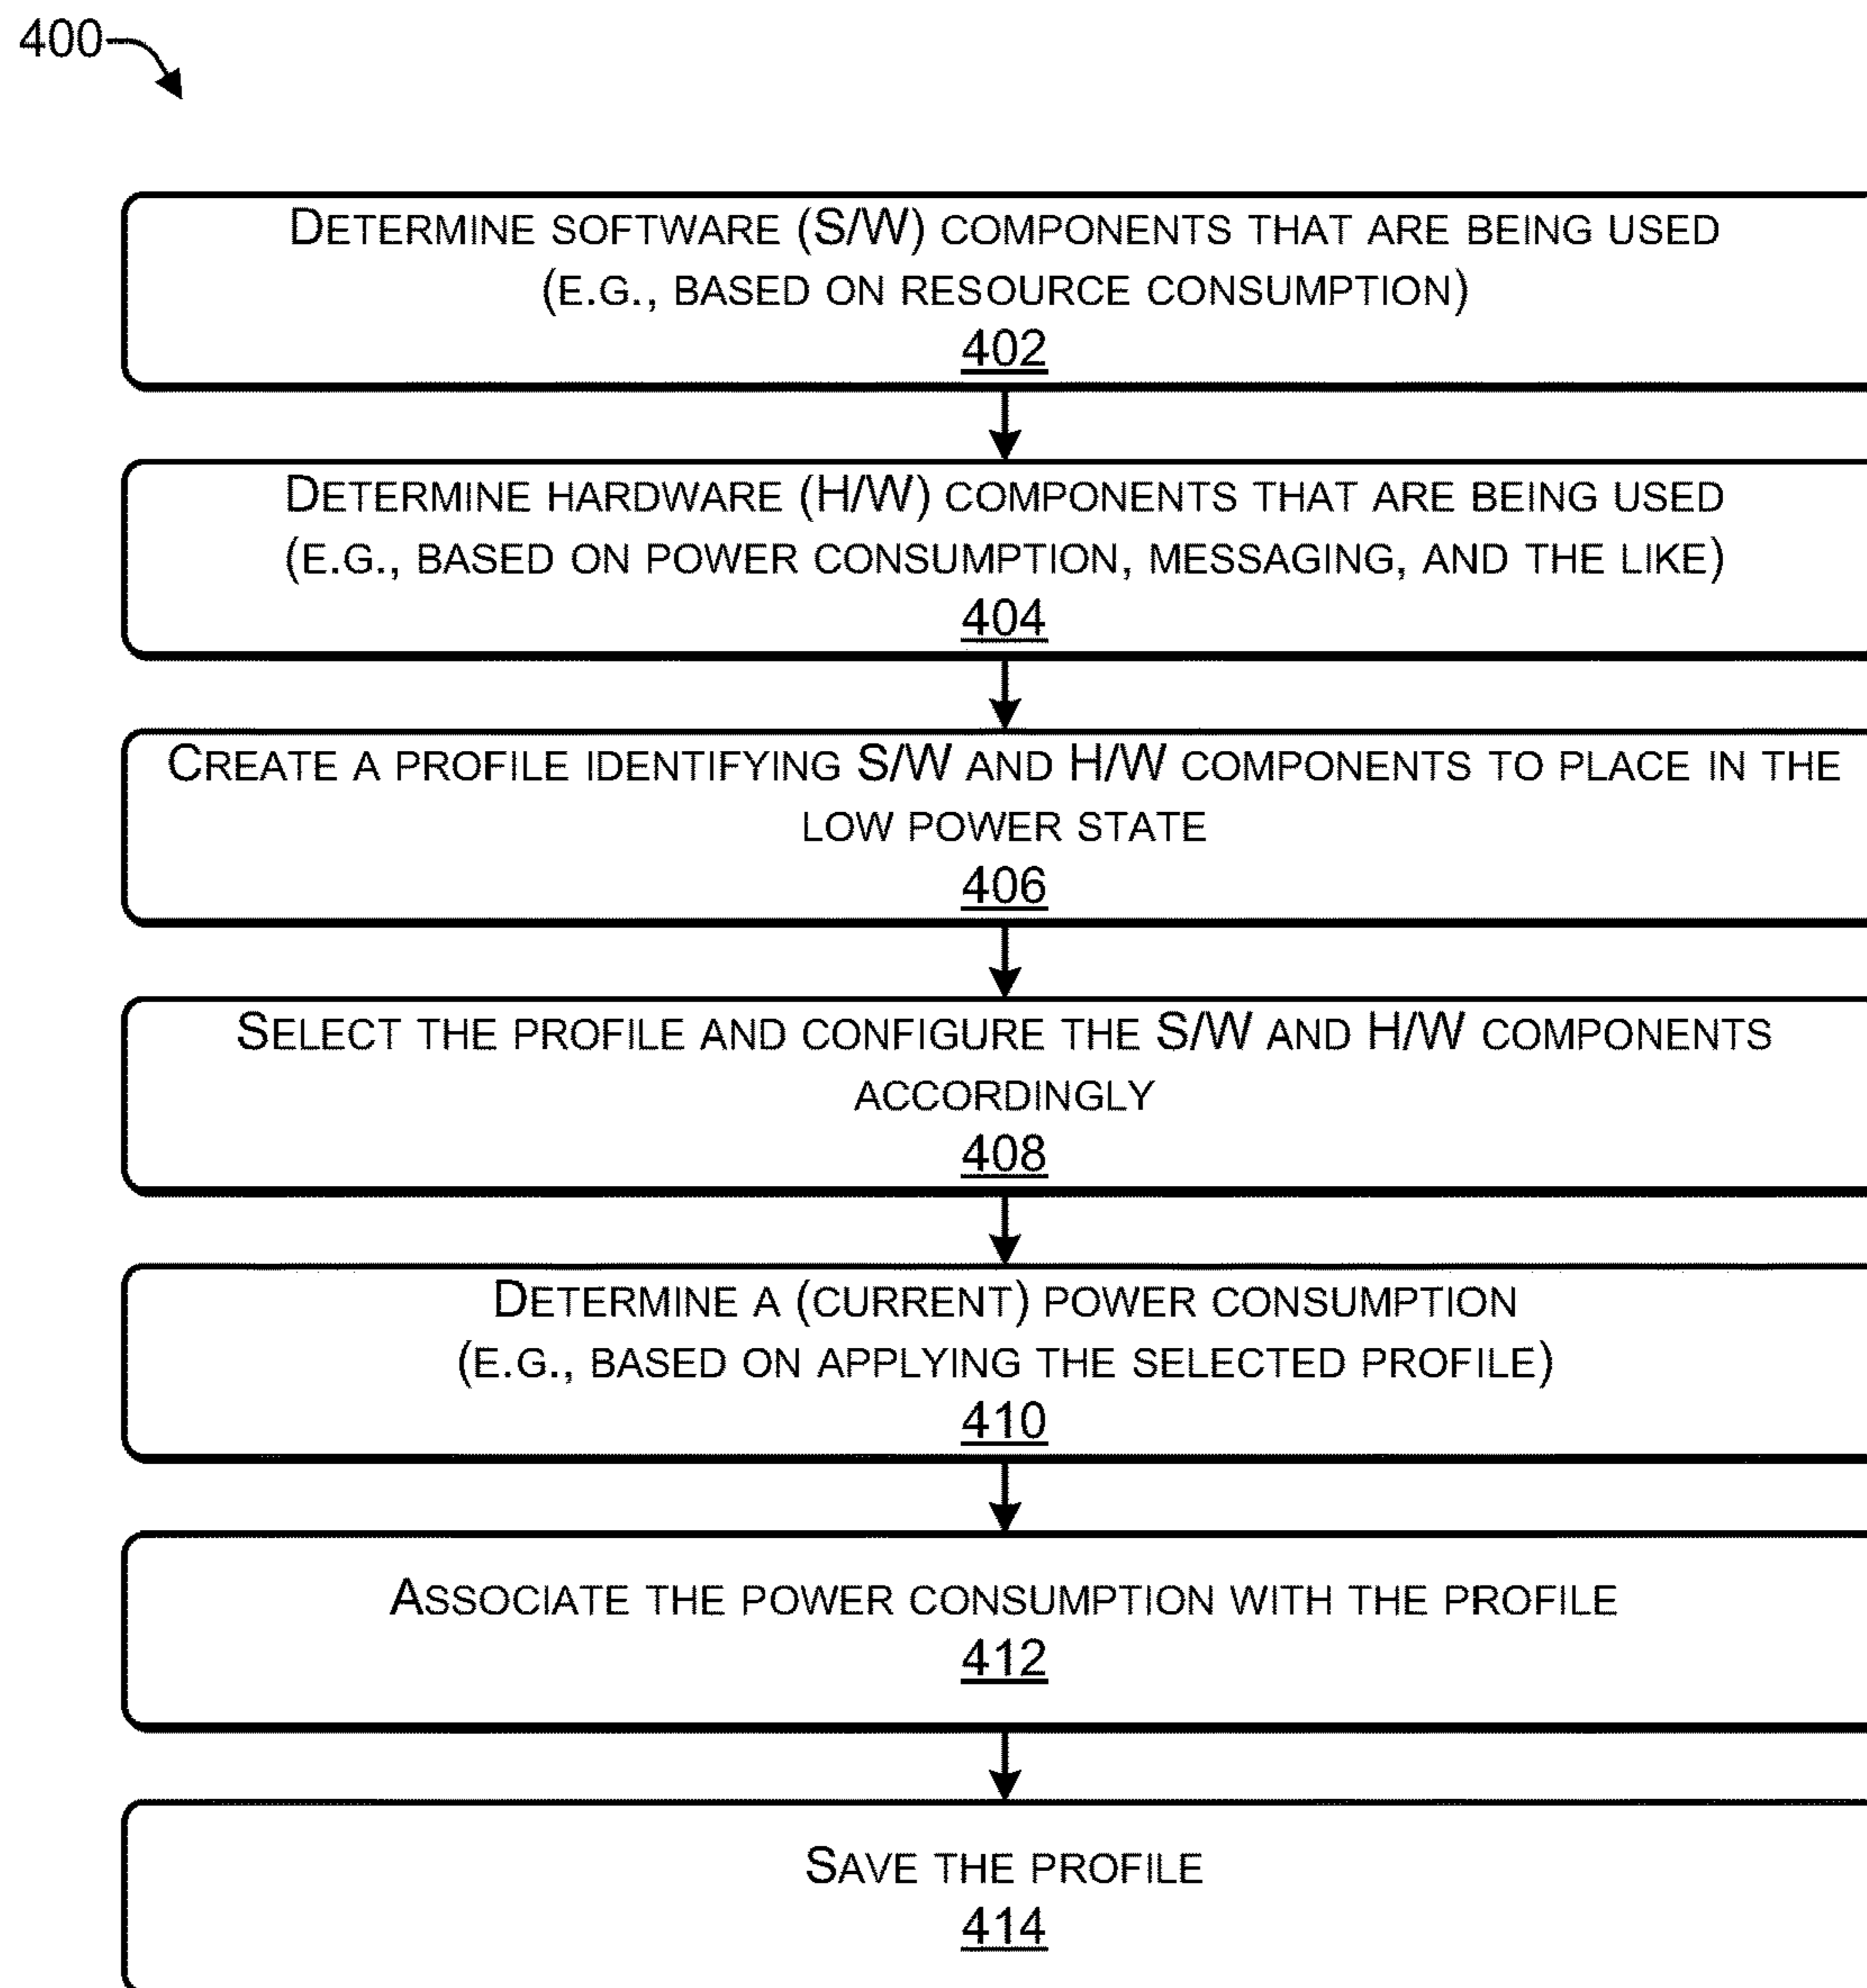 400
DETERMINE SOFTWARE (S/W) COMPONENTS THAT ARE BEING USED
(E.G., BASED ON RESOURCE CONSUMPTION)
402
DETERMINE HARDWARE (H/W) COMPONENTS THAT ARE BEING USED
(E.G., BASED ON POWER CONSUMPTION, MESSAGING, AND THE LIKE)
404
CREATE A PROFILE IDENTIFYING S/W AND H/W COMPONENTS TO PLACE IN THE
LOW POWER STATE
406
SELECT THE PROFILE AND CONFIGURE THE S/W AND H/W COMPONENTS
ACCORDINGLY
408
DETERMINE A (CURRENT) POWER CONSUMPTION
(E.G., BASED ON APPLYING THE SELECTED PROFILE)
410
ASSOCIATE THE POWER CONSUMPTION WITH THE PROFILE
412
SAVE THE PROFILE
414